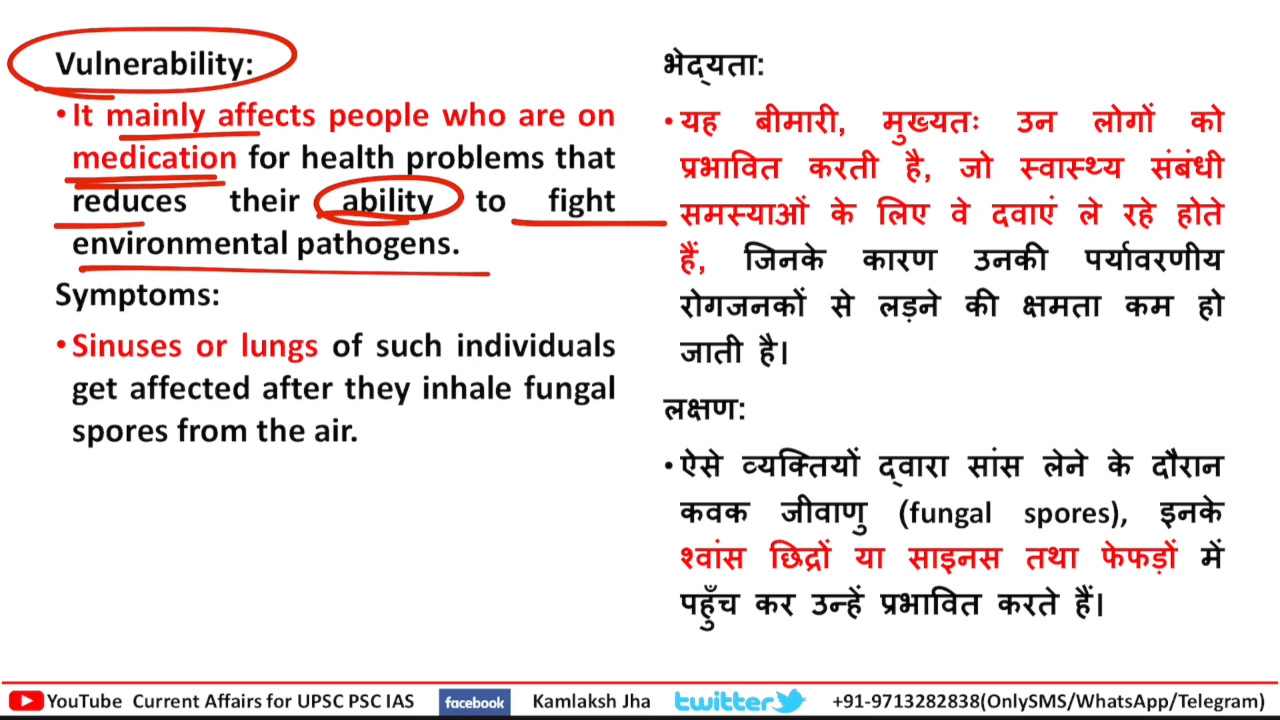 Vulnerability:
•It mainly affects people who are on
medication for health problems that
reduces their ability to fight
environmental pathogens.
Symptoms:
•Sinuses or lungs of such individuals
get affected after they inhale fungal
spores from the air.
भेद्यता:
•यह बीमारी, मुख्यतः उन लोगों को
प्रभावित करती है, जो स्वास्थ्य संबंधी
समस्याओं के लिए वे दवाएं ले रहे होते
हैं, जिनके कारण उनकी पर्यावरणीय
रोगजनकों से लड़ने की क्षमता कम हो
जाती है।
लक्षण:
•ऐसे व्यक्तियों द्वारा सांस लेने के दौरान
कवक जीवाणु (fungal spores), इनके
श्वांस छिद्रों या साइनस तथा फेफड़ों में
पहुँच कर उन्हें प्रभावित करते हैं।
YouTube Current Affairs for UPSC PSC IAS facebook Kamlaksh Jha twitter +91-9713282838(OnlySMS/WhatsApp/Telegram)